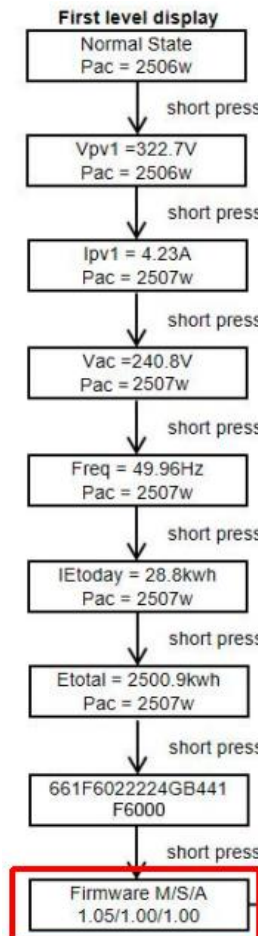 First level display
Normal State
Pac = 2506w
short press
Vpv1 =322.7V
Pac = 2506w
short press
Ipv1 = 4.23A
Pac = 2507w
short press
Vac =240.8V
Pac = 2507w
short press
Freq = 49.96Hz
Pac = 2507w
short press
IEtoday = 28.8kwh
Pac = 2507w
short press
Etotal = 2500.9kwh
Pac = 2507w
short press
661F6022224GB441
F6000
short press
Firmware M/S/A
1.05/1.00/1.00